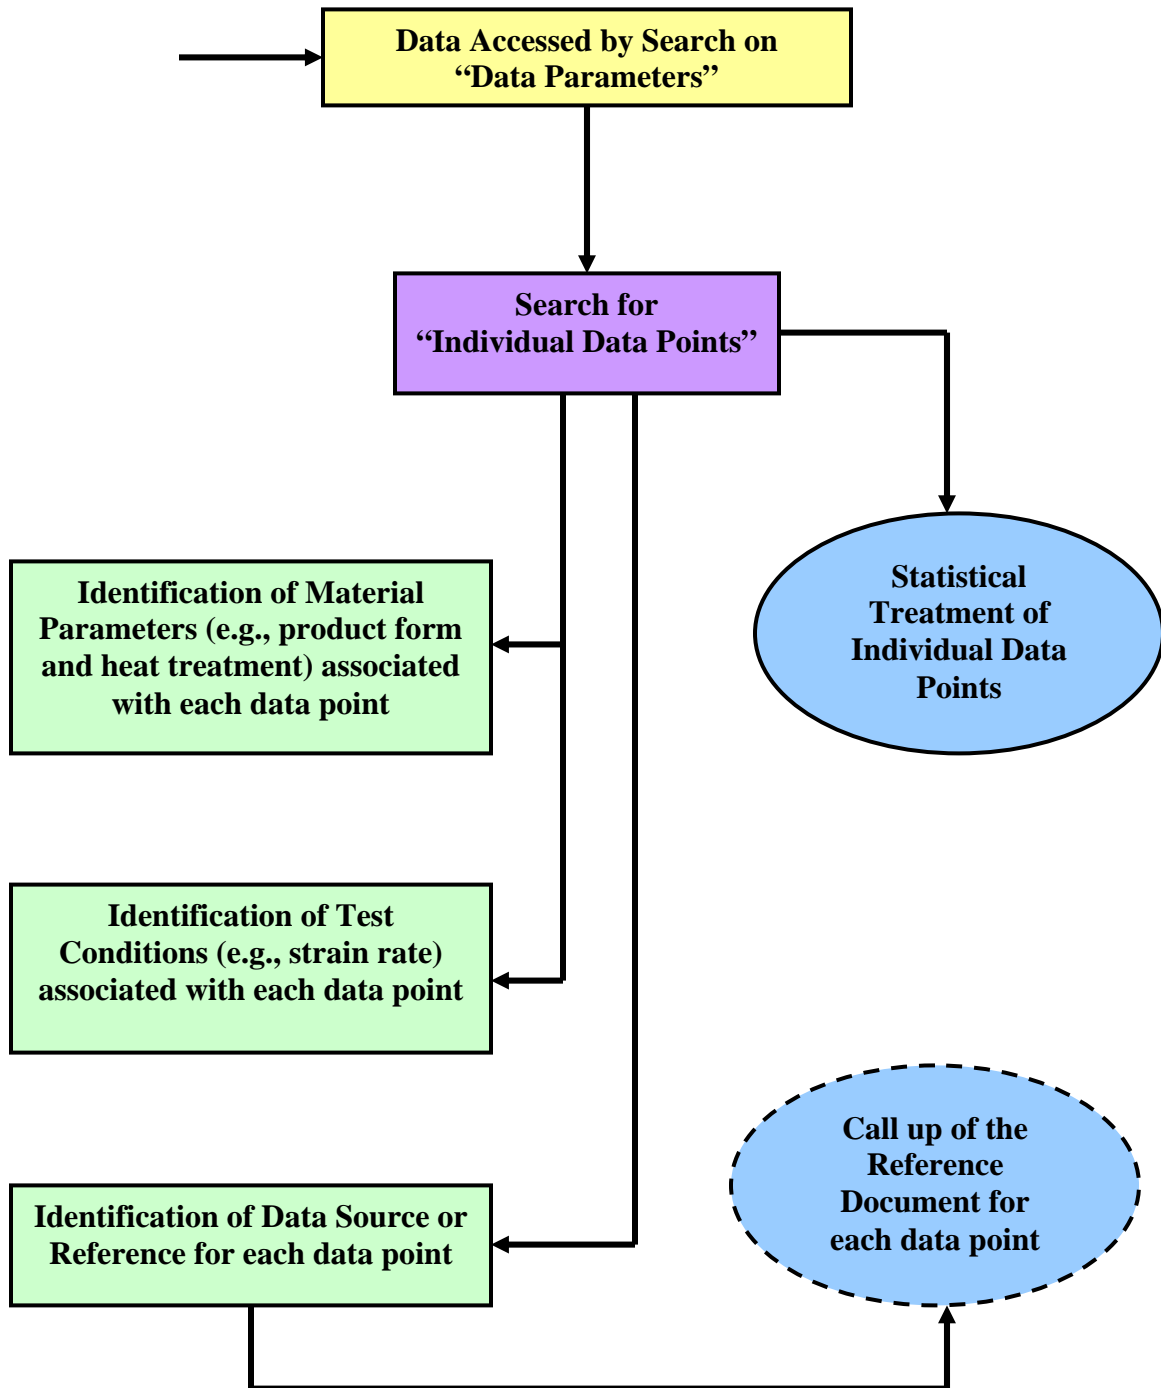 Data Accessed by Search on
“Data Parameters”
Search for
“Individual Data Points”
Statistical
Treatment of
Individual Data
Points
Identification of Material
Parameters (e.g., product form
and heat treatment) associated
with each data point
Identification of Test
Conditions (e.g., strain rate)
associated with each data point
Call up of the
Reference
Document for
each data point
Identification of Data Source or
Reference for each data point